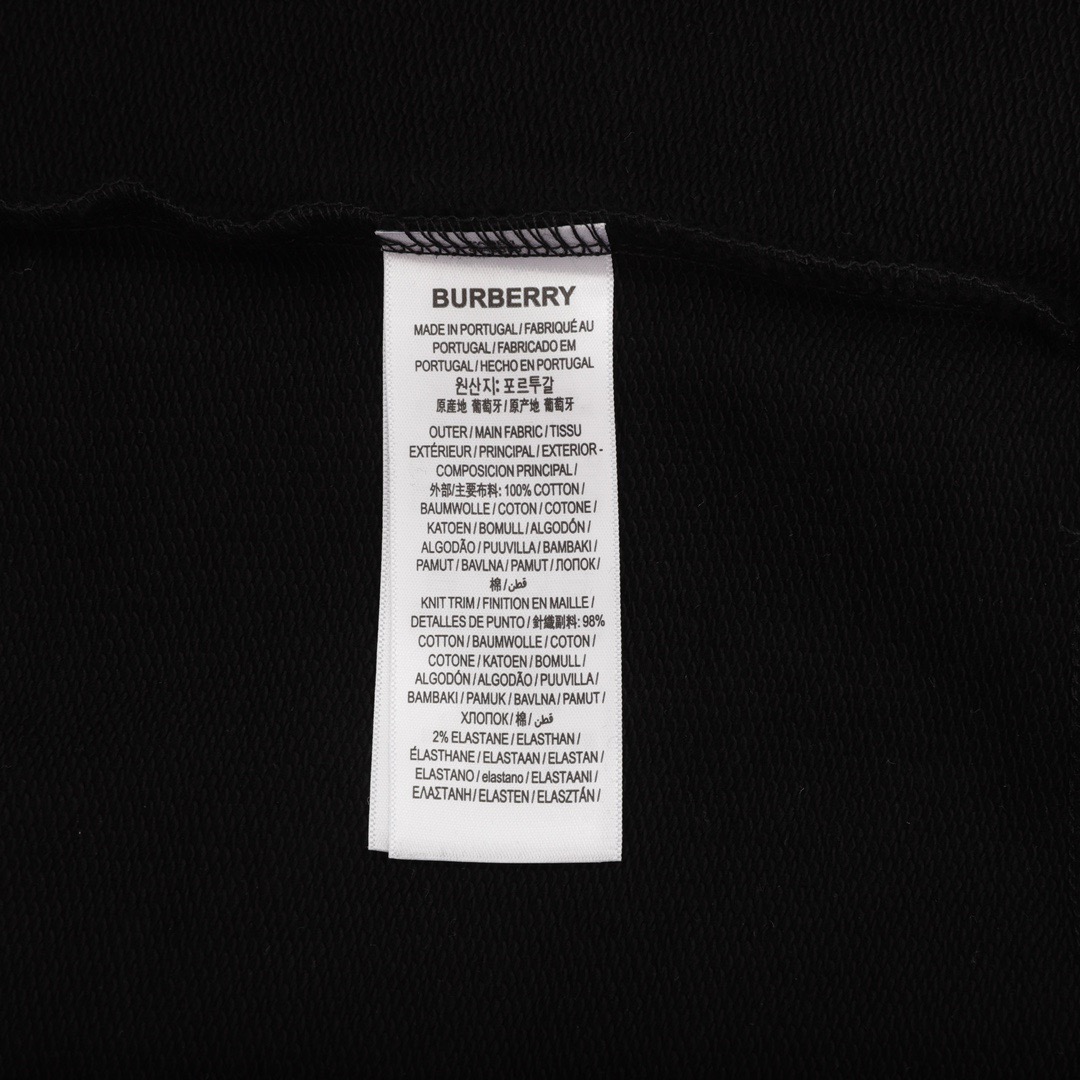 BURBERRY
MADE IN PORTUGAL / FABRIQUÉ AU
PORTUGAL / FABRICADO EM
PORTUGAL / HECHO EN PORTUGAL
원산지: 포르투갈
原産地 葡萄牙 / 原产地 葡萄牙
OUTER / MAIN FABRIC / TISSU
EXTÉRIEUR / PRINCIPAL / EXTERIOR -
COMPOSICION PRINCIPAL /
外部/主要布料: 100% COTTON /
BAUMWOLLE / COTON / COTONE /
KATOEN / BOMULL / ALGODÓN /
ALGODÃO / PUUVILLA / BAMBAKI /
PAMUT / BAVLNA / PAMUT / ЛОПОК /
棉 / قطن
KNIT TRIM / FINITION EN MAILLE /
DETALLES DE PUNTO / 針織副料: 98%
COTTON / BAUMWOLLE / COTON /
COTONE / KATOEN / BOMULL /
ALGODÓN / ALGODÃO / PUUVILLA /
BAMBAKI / PAMUK / BAVLNA / PAMUT /
ХЛОПОК / 棉 / قطن
2% ELASTANE / ELASTHAN /
ÉLASTHANE / ELASTAAN / ELASTAN /
ELASTANO / elastano / ELASTAANI /
ΕΛΑΣΤΑΝΗ / ELASTEN / ELASZTÁN /